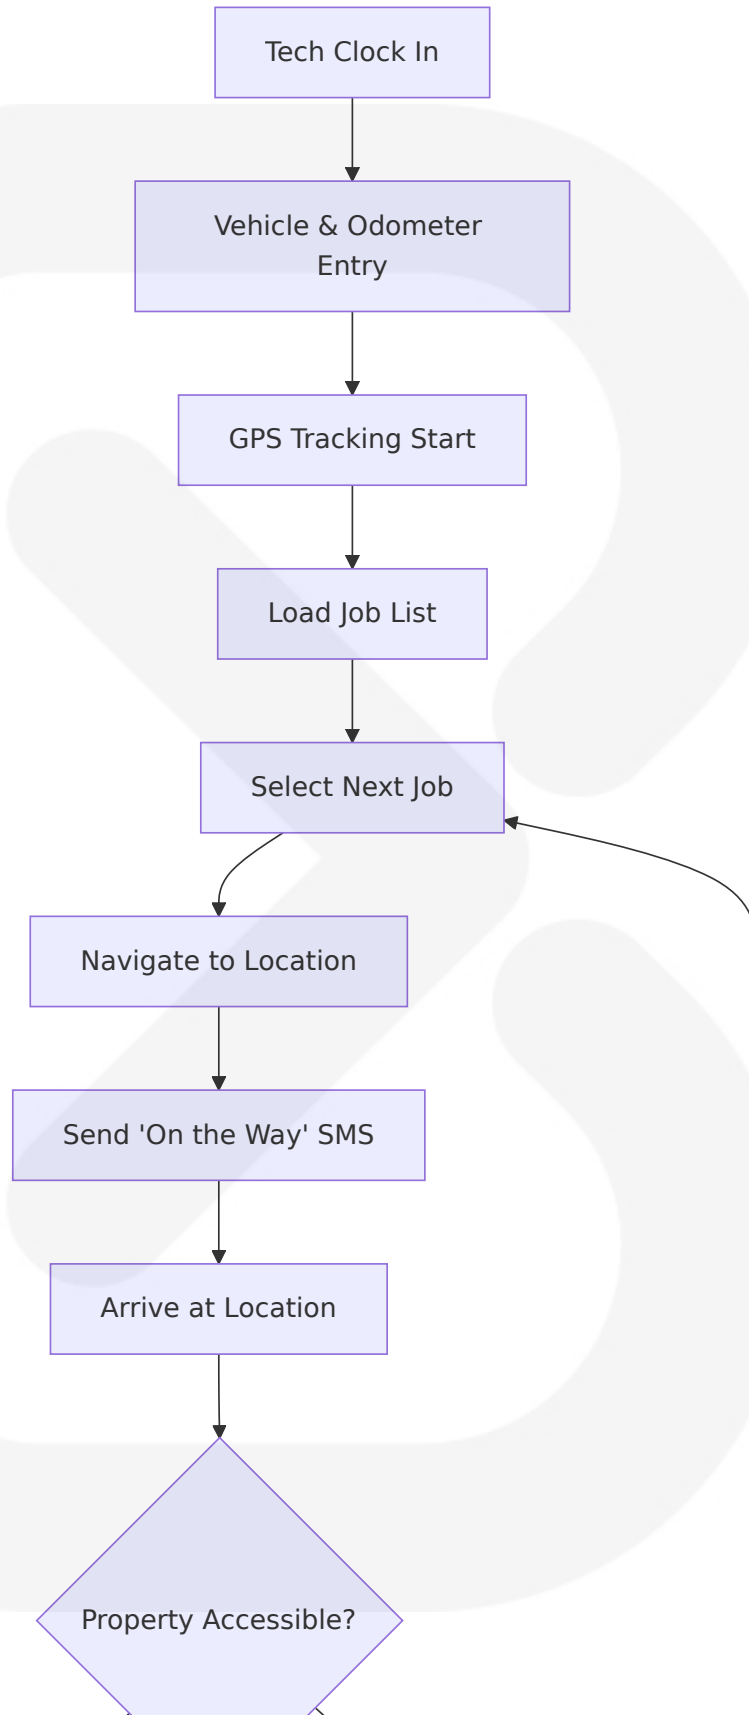 Tech Clock In
Vehicle & Odometer
Entry
GPS Tracking Start
Load Job List
Select Next Job
Navigate to Location
Send 'On the Way' SMS
Arrive at Location
Property Accessible?